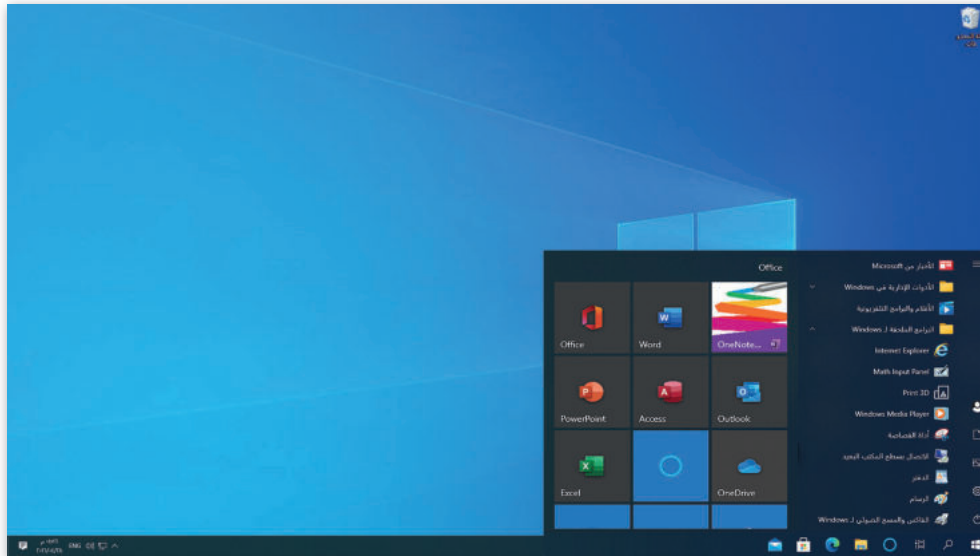 Office
Office
Word
OneNote...
PowerPoint
Access
Outlook
Excel
OneDrive
الأخبار من Microsoft
الأدوات الإدارية في Windows
الأفلام والبرامج التلفزيونية
البرامج الملحقة لـ Windows
Internet Explorer
Math Input Panel
Print 3D
Windows Media Player
أداة القصاصة
الاتصال بسطح المكتب البعيد
الدفتر
الرسام
الفاكس والمسح الضوئي لـ Windows
ENG